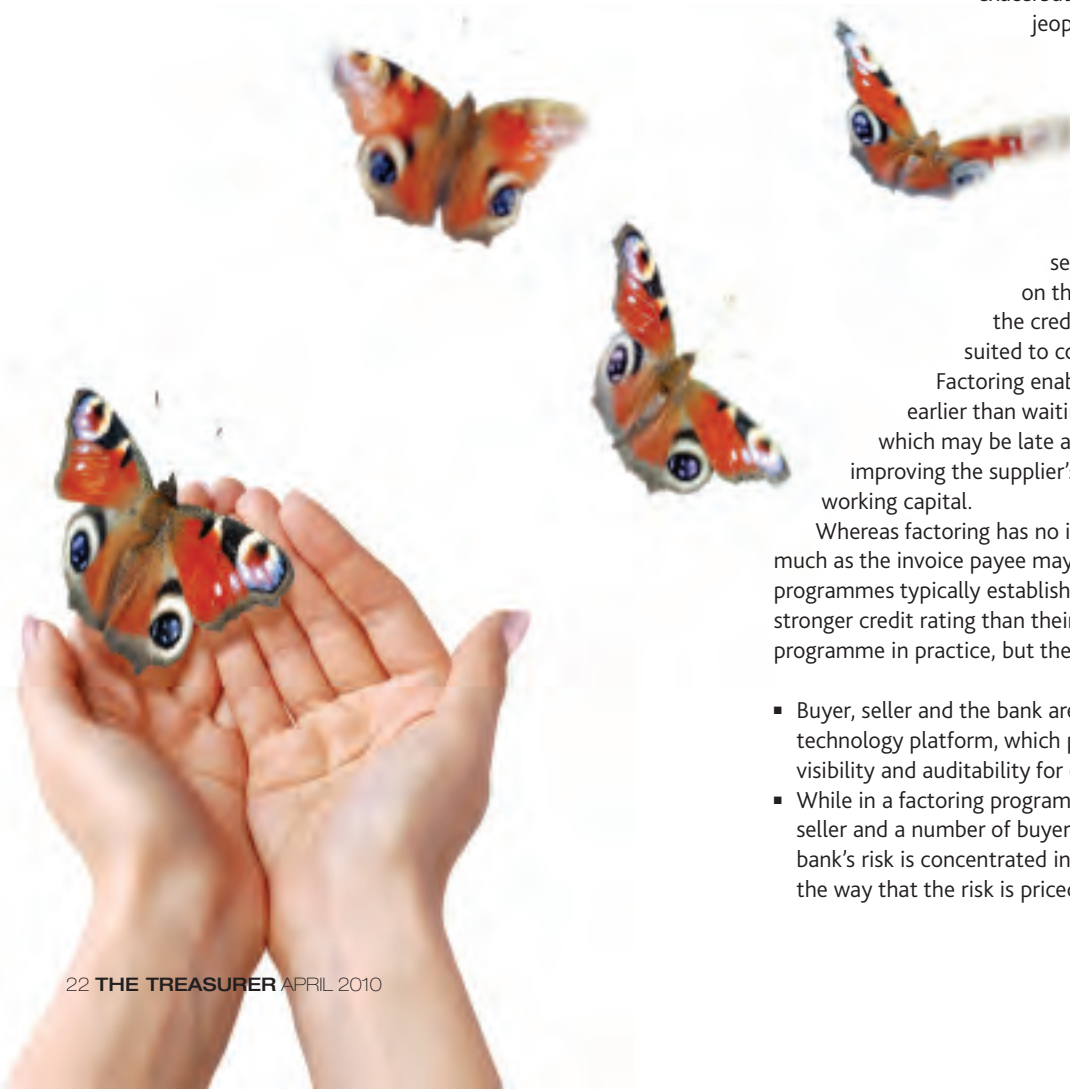 jeop
se
on th
the cred
suited to co
Factoring enab
earlier than waiti
which may be late a
improving the supplier's
working capital.
Whereas factoring has no i
much as the invoice payee may
programmes typically establish
stronger credit rating than their
programme in practice, but the
■ Buyer, seller and the bank are
technology platform, which p
visibility and auditability for
■ While in a factoring program
seller and a number of buyer
bank's risk is concentrated in
the way that the risk is priced
22 THE TREASURER APRIL 2010